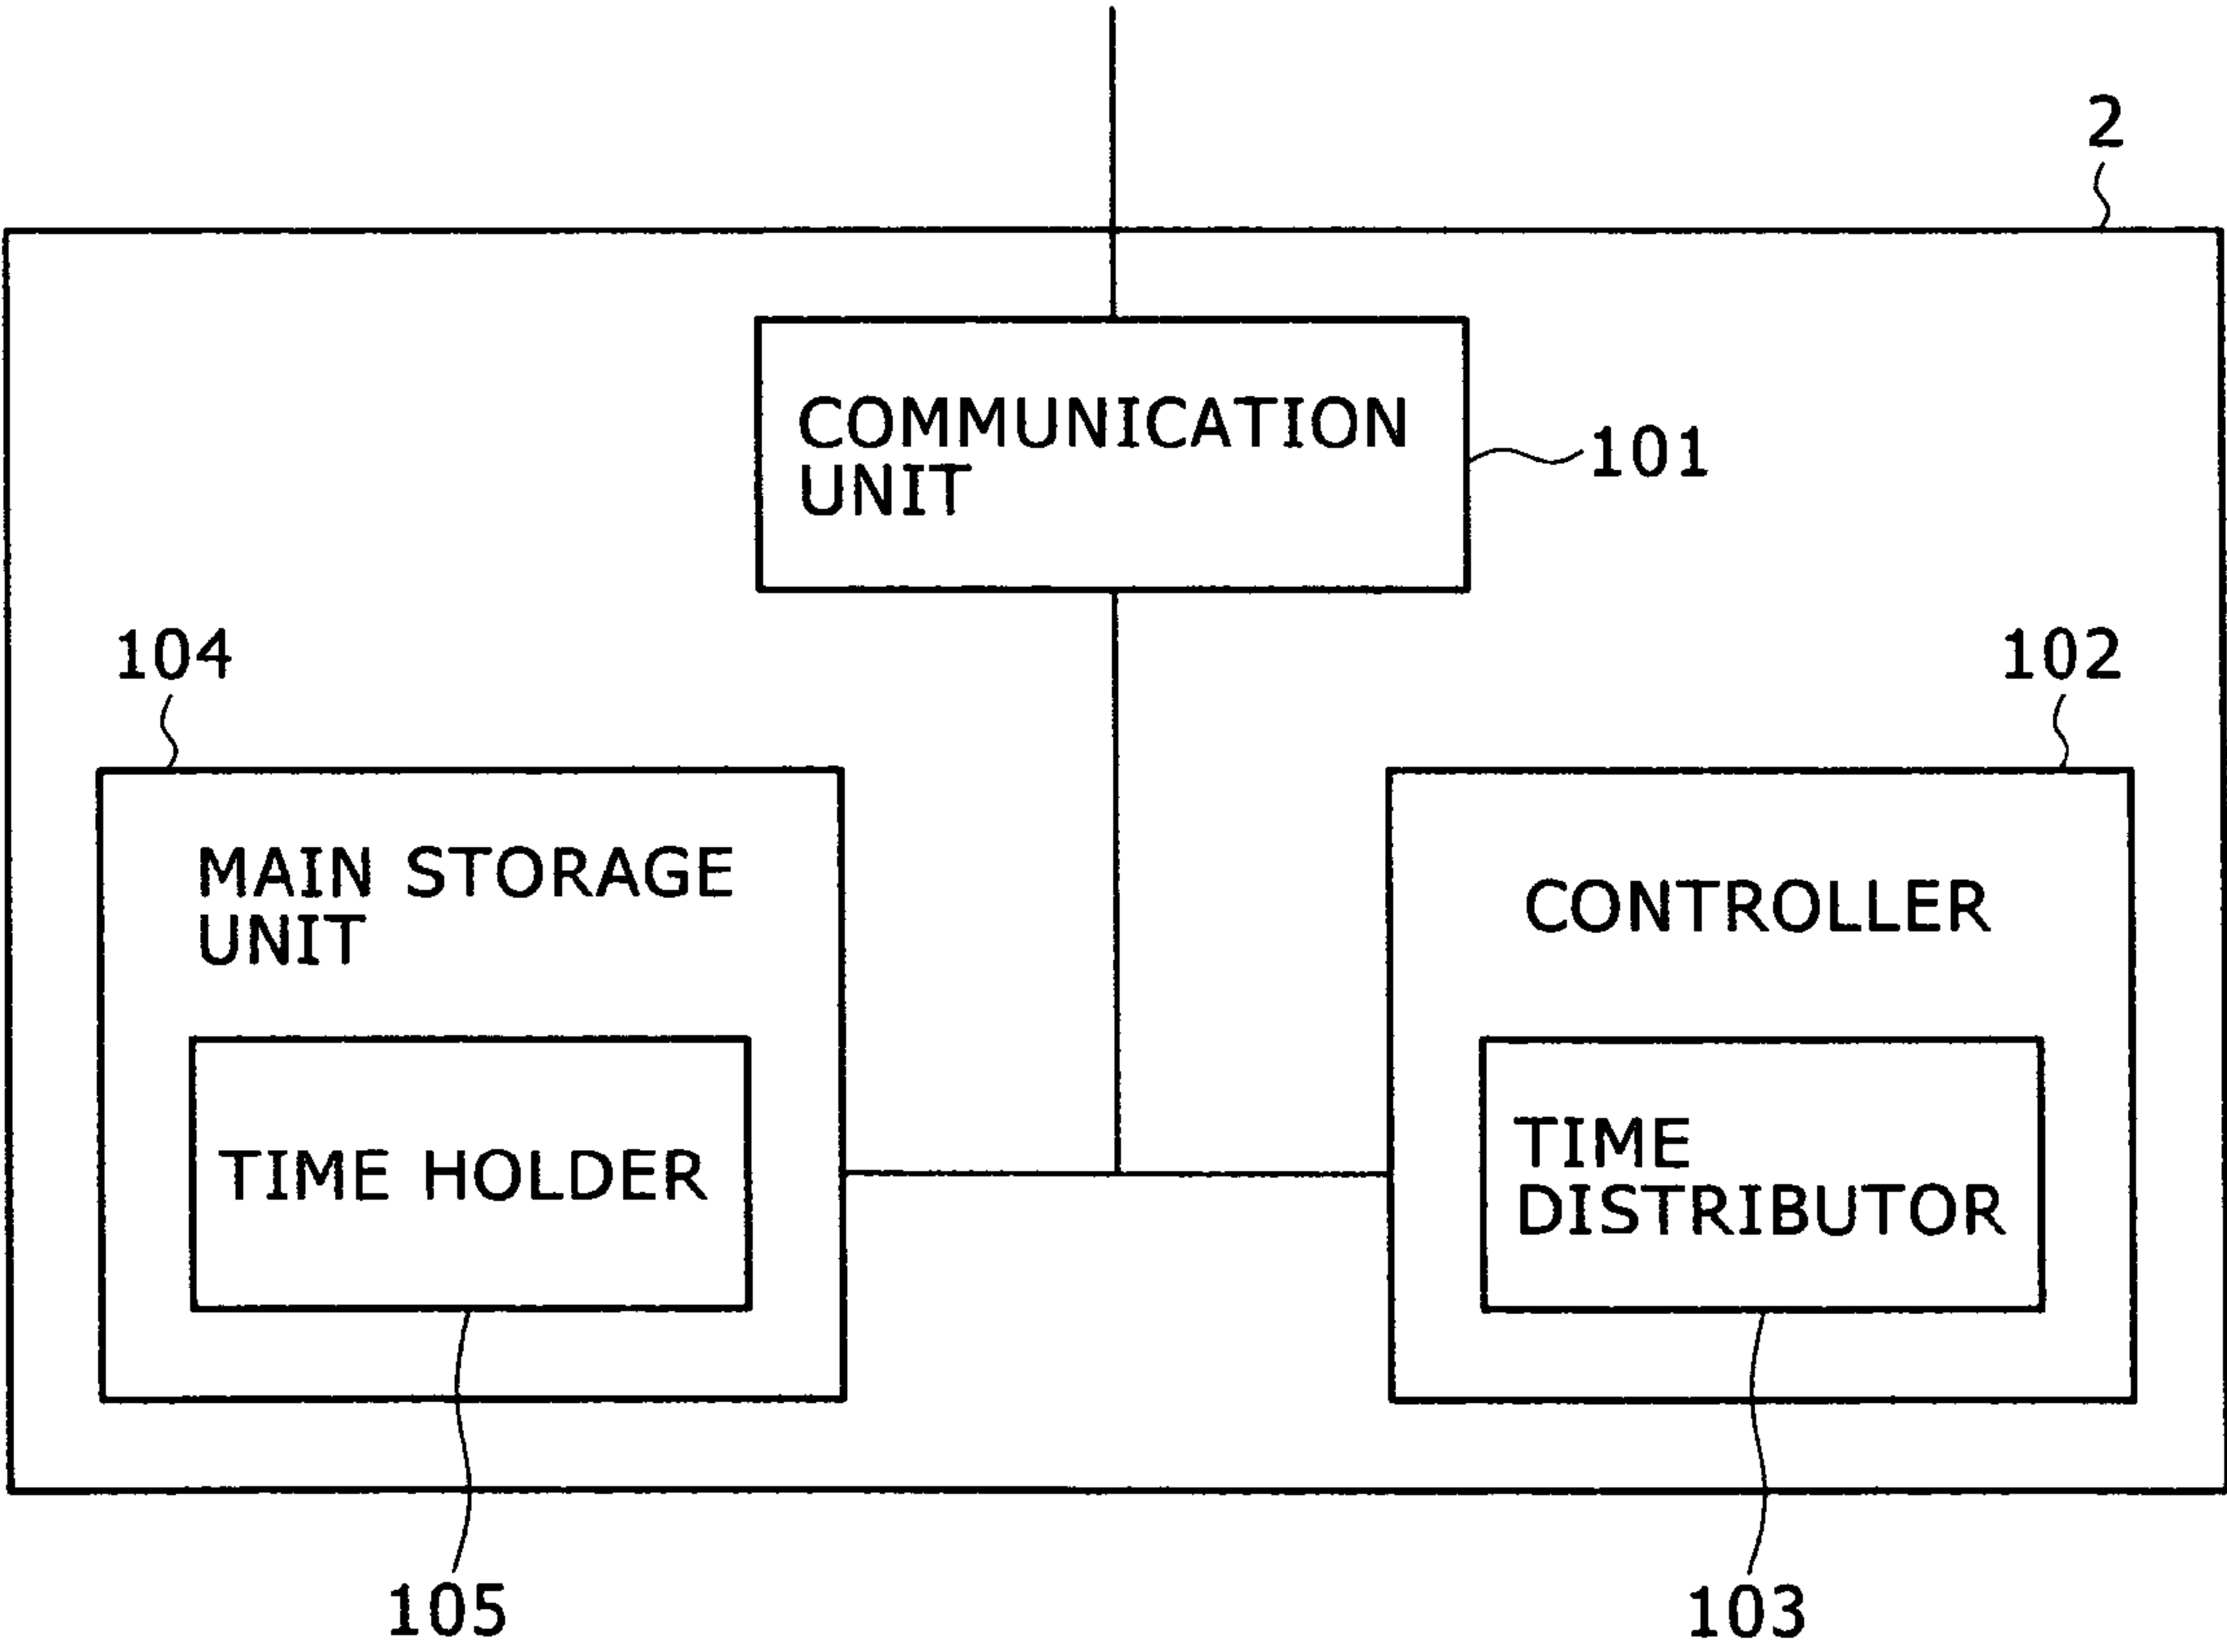 2
COMMUNICATION
UNIT
101
104
102
MAIN STORAGE
UNIT
CONTROLLER
TIME HOLDER
TIME
DISTRIBUTOR
105
103